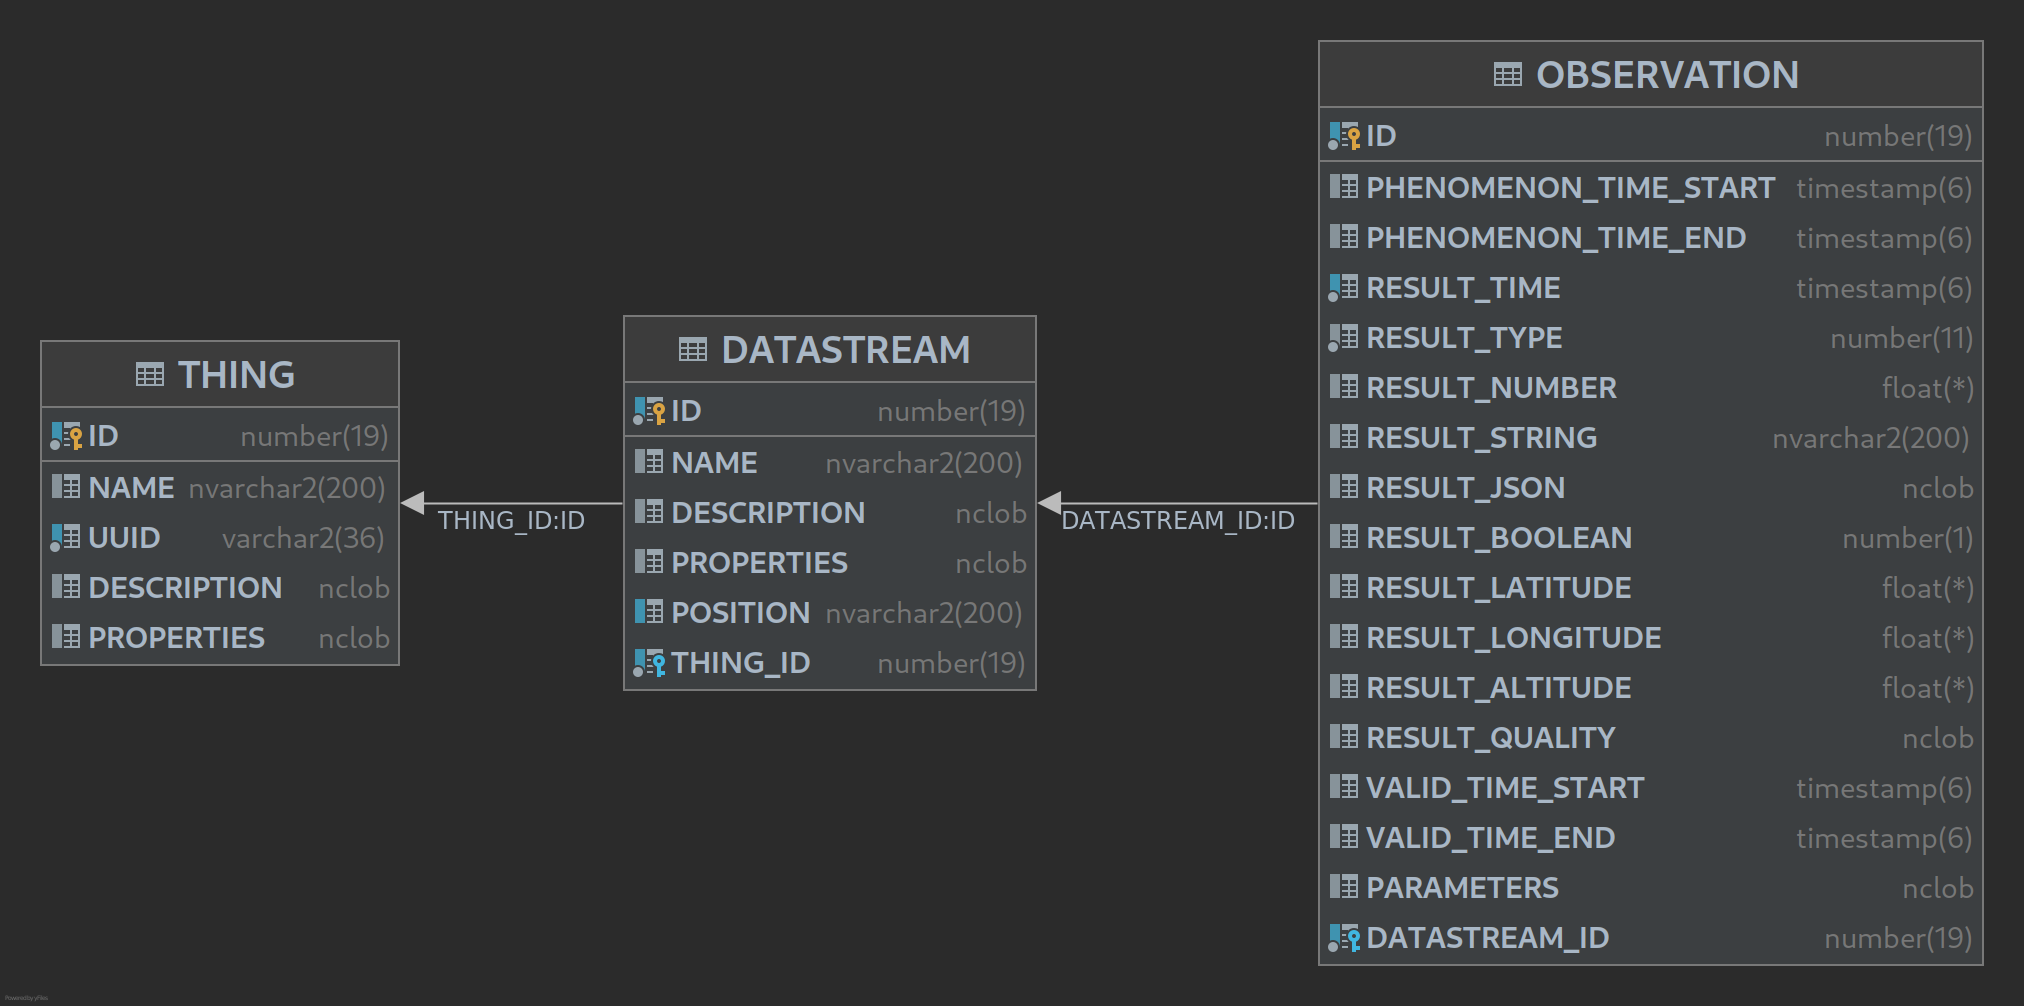 THING
ID number(19)
NAME nvarchar2(200)
UUID varchar2(36)
DESCRIPTION nclob
PROPERTIES nclob
THING_ID:ID
DATASTREAM
ID number(19)
NAME nvarchar2(200)
DESCRIPTION nclob
PROPERTIES nclob
POSITION nvarchar2(200)
THING_ID number(19)
DATASTREAM_ID:ID
OBSERVATION
ID number(19)
PHENOMENON_TIME_START timestamp(6)
PHENOMENON_TIME_END timestamp(6)
RESULT_TIME timestamp(6)
RESULT_TYPE number(11)
RESULT_NUMBER float(*)
RESULT_STRING nvarchar2(200)
RESULT_JSON nclob
RESULT_BOOLEAN number(1)
RESULT_LATITUDE float(*)
RESULT_LONGITUDE float(*)
RESULT_ALTITUDE float(*)
RESULT_QUALITY nclob
VALID_TIME_START timestamp(6)
VALID_TIME_END timestamp(6)
PARAMETERS nclob
DATASTREAM_ID number(19)
Powered by yFiles